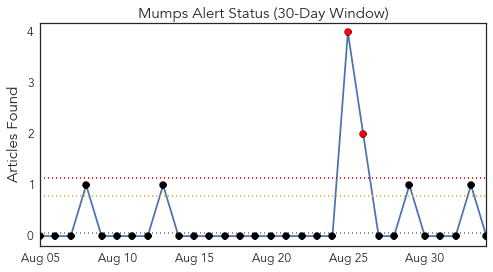 Mumps Alert Status (30-Day Window)
Articles Found
4
3
2
1
0
Aug 05
Aug 10
Aug 15
Aug 20
Aug 25
Aug 30